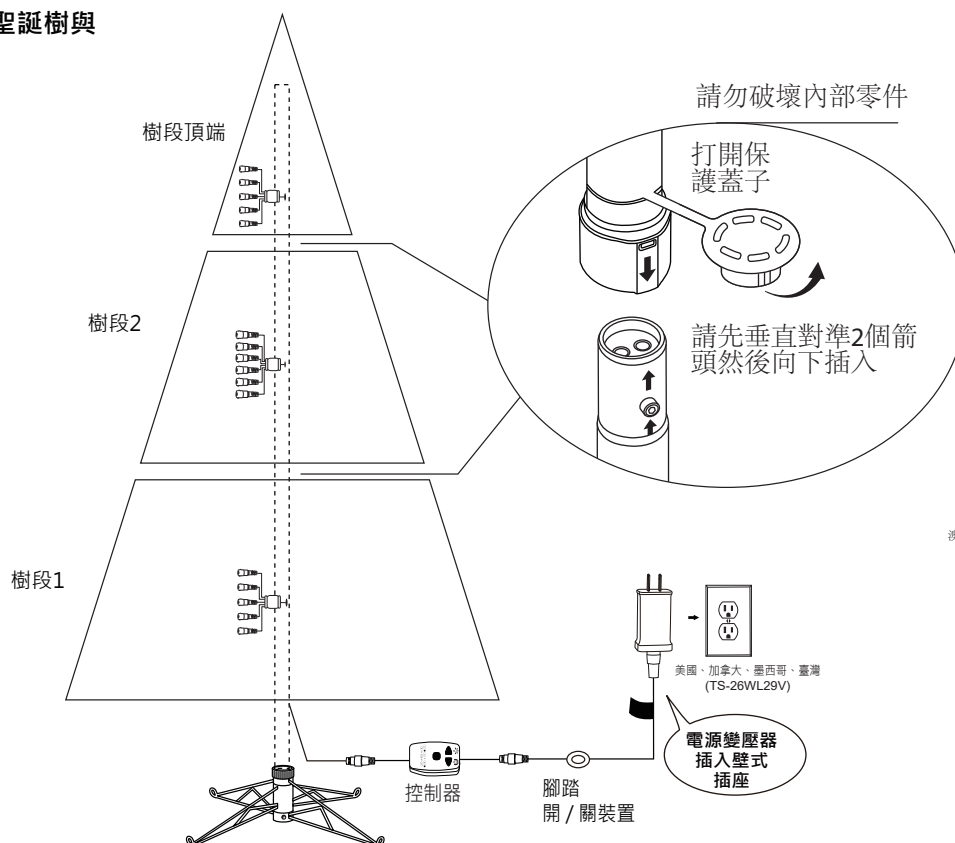 聖誕樹與
請勿破壞內部零件
樹段頂端
打開保
護蓋子
樹段2
請先垂直對準2個箭
頭然後向下插入
樹段1
美國、加拿大、墨西哥、臺灣
(TS-26WL29V)
電源變壓器
插入壁式
插座
控制器
腳踏
開 / 關裝置